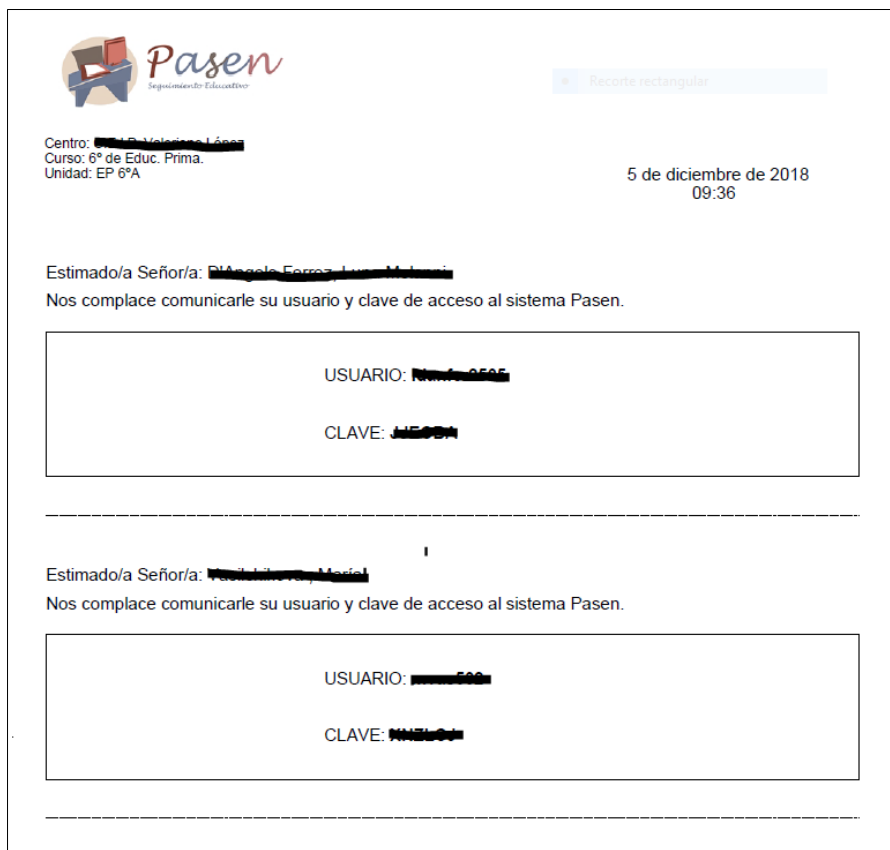 Pasen
Seguimiento Educativo
Recorte rectangular
Centro:
Curso: 6º de Educ. Prima.
Unidad: EP 6ºA
5 de diciembre de 2018
09:36
Estimado/a Señor/a:
Nos complace comunicarle su usuario y clave de acceso al sistema Pasen.
USUARIO:
CLAVE:
Estimado/a Señor/a:
Nos complace comunicarle su usuario y clave de acceso al sistema Pasen.
USUARIO:
CLAVE: